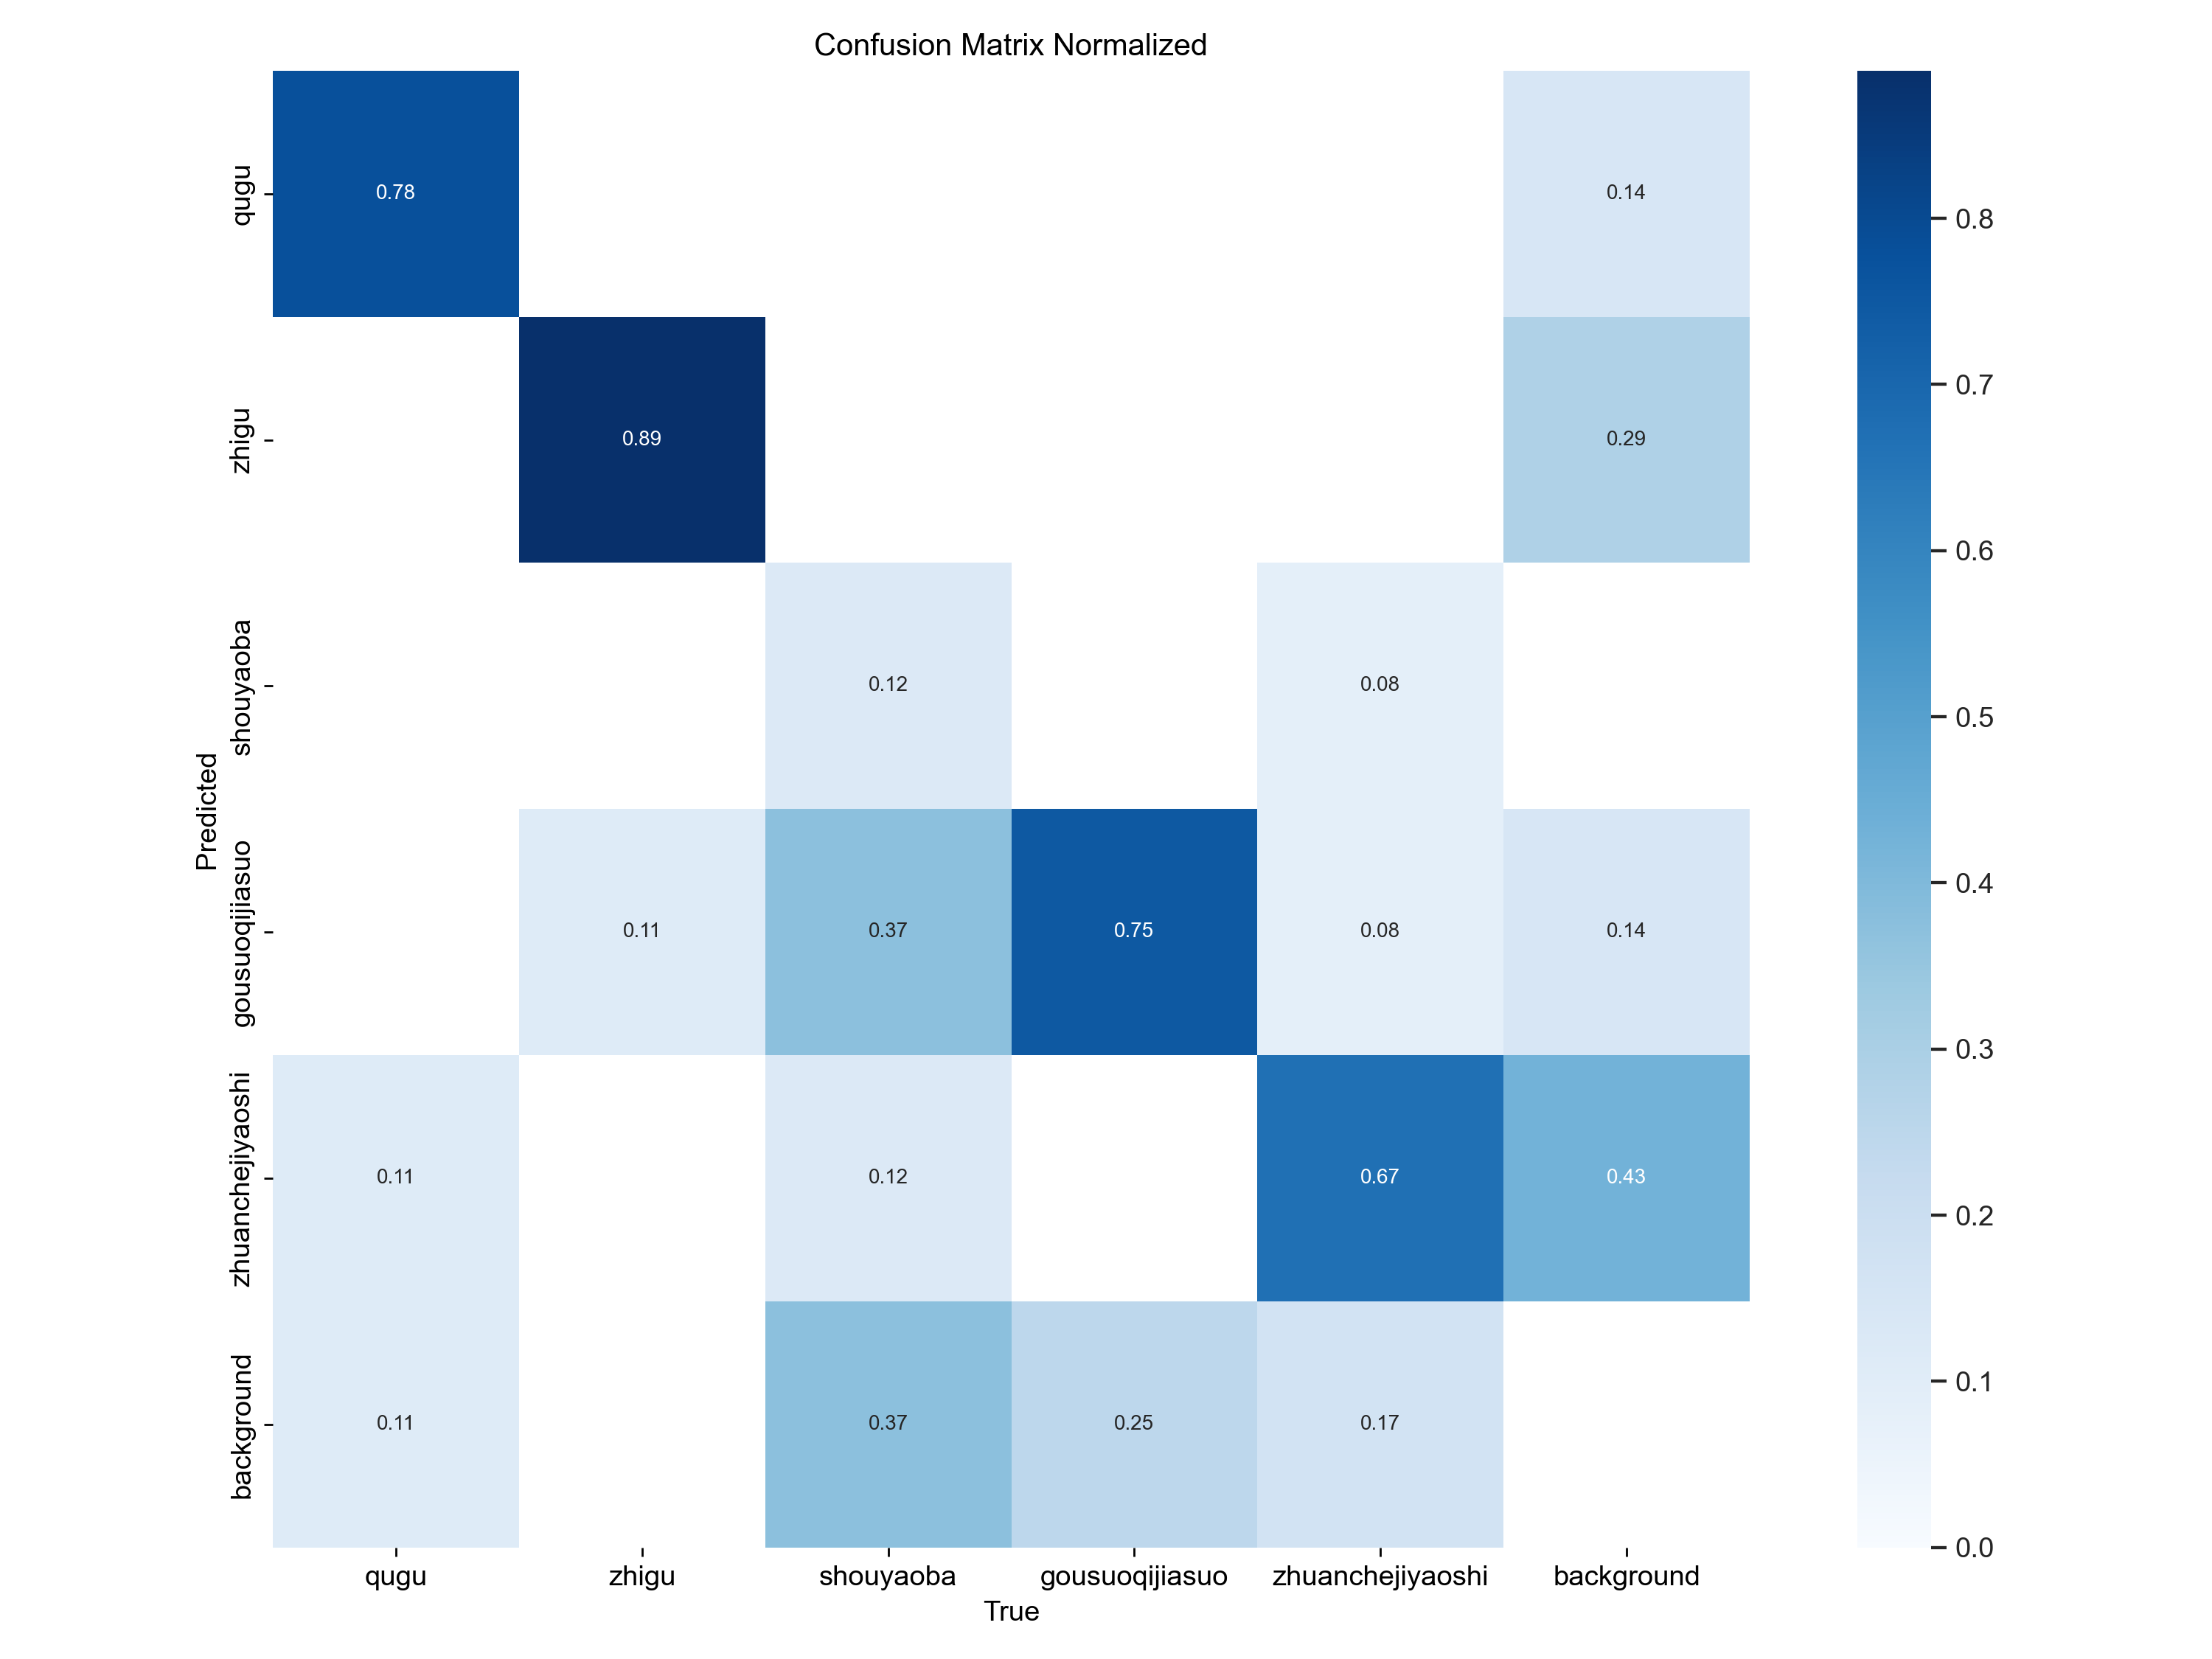 Confusion Matrix Normalized
qugu
0.78
0.14
0.8
0.7
zhigu
0.89
0.29
0.6
shouyaoba
0.12
0.08
0.5
Predicted
gousuoqijiasuo
0.11
0.37
0.75
0.08
0.14
0.4
0.3
zhuanchejiyaoshi
0.11
0.12
0.67
0.43
0.2
background
0.11
0.37
0.25
0.17
0.1
0.0
qugu zhigu shouyaoba gousuoqijiasuo zhuanchejiyaoshi background
True